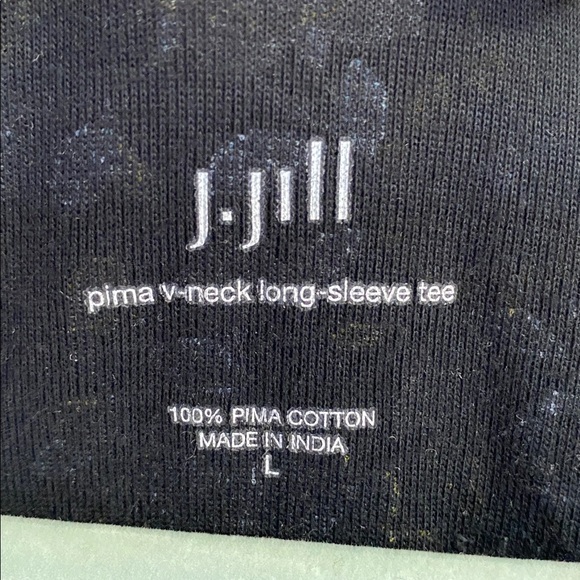 J.Jill
pima v-neck long-sleeve tee
100% PIMA COTTON
MADE IN INDIA
L